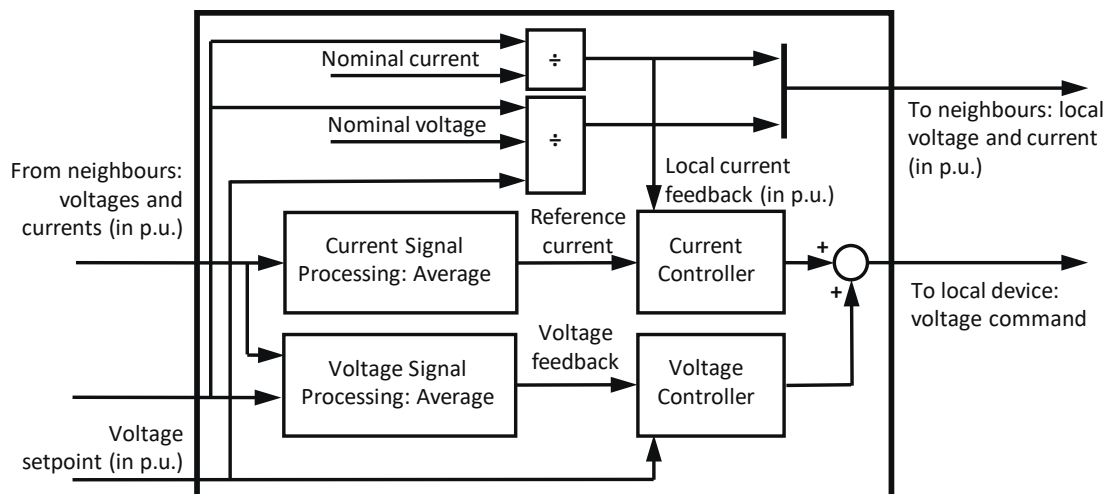 Nominal current
÷
Nominal voltage
÷
To neighbours: local
voltage and current
(in p.u.)
From neighbours:
voltages and
currents (in p.u.)
Local current
feedback (in p.u.)
Current Signal
Processing: Average
Reference
current
Current
Controller
+
+
To local device:
voltage command
Voltage Signal
Processing: Average
Voltage
feedback
Voltage
Controller
Voltage
setpoint (in p.u.)